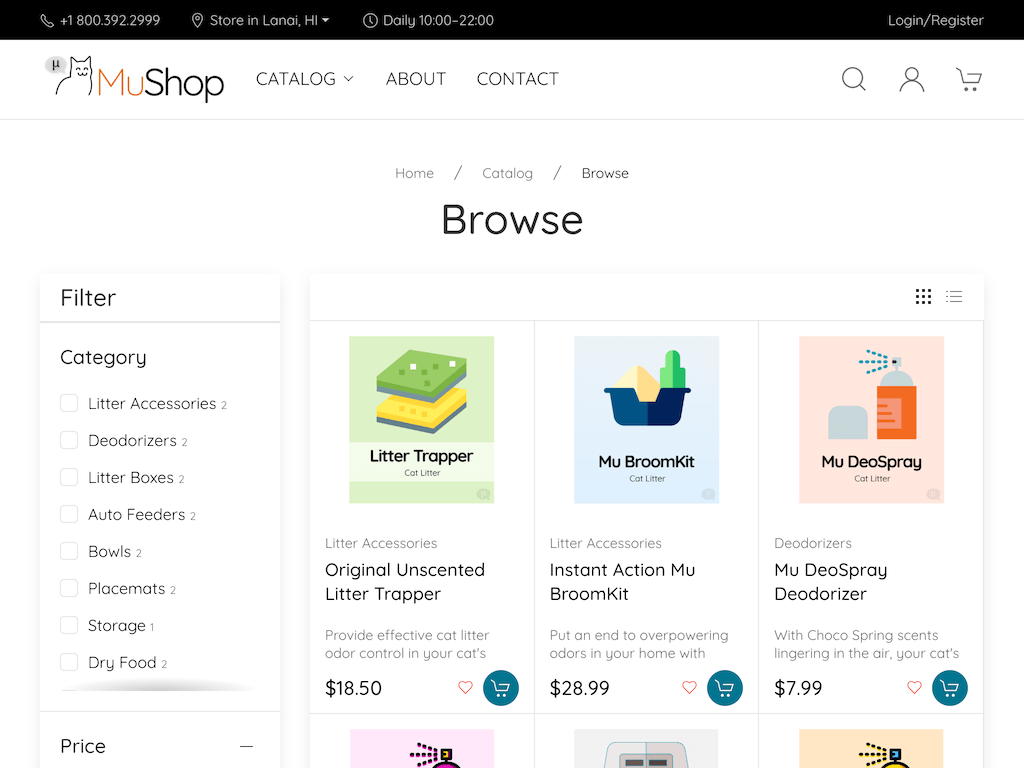 +1 800.392.2999 Store in Lanai, HI Daily 10:00–22:00 Login/Register
μ MuShop CATALOG ABOUT CONTACT
Home / Catalog / Browse
Browse
Filter
Category
Litter Accessories 2
Deodorizers 2
Litter Boxes 2
Auto Feeders 2
Bowls 2
Placemats 2
Storage 1
Dry Food 2
Price
Litter Trapper
Cat Litter
Litter Accessories
Original Unscented
Litter Trapper
Provide effective cat litter
odor control in your cat's
$18.50
Mu BroomKit
Cat Litter
Litter Accessories
Instant Action Mu
BroomKit
Put an end to overpowering
odors in your home with
$28.99
Mu DeoSpray
Cat Litter
Deodorizers
Mu DeoSpray
Deodorizer
With Choco Spring scents
lingering in the air, your cat's
$7.99